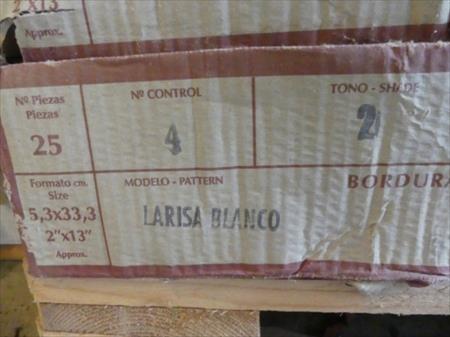 2"x13"
Approx.
Nº Piezas
Piezas
25
Nº CONTROL
4
TONO - SHADE
2
Formato cm.
Size
5,3x33,3
2"x13"
Approx.
MODELO - PATTERN
LARISA BLANCO
BORDURA